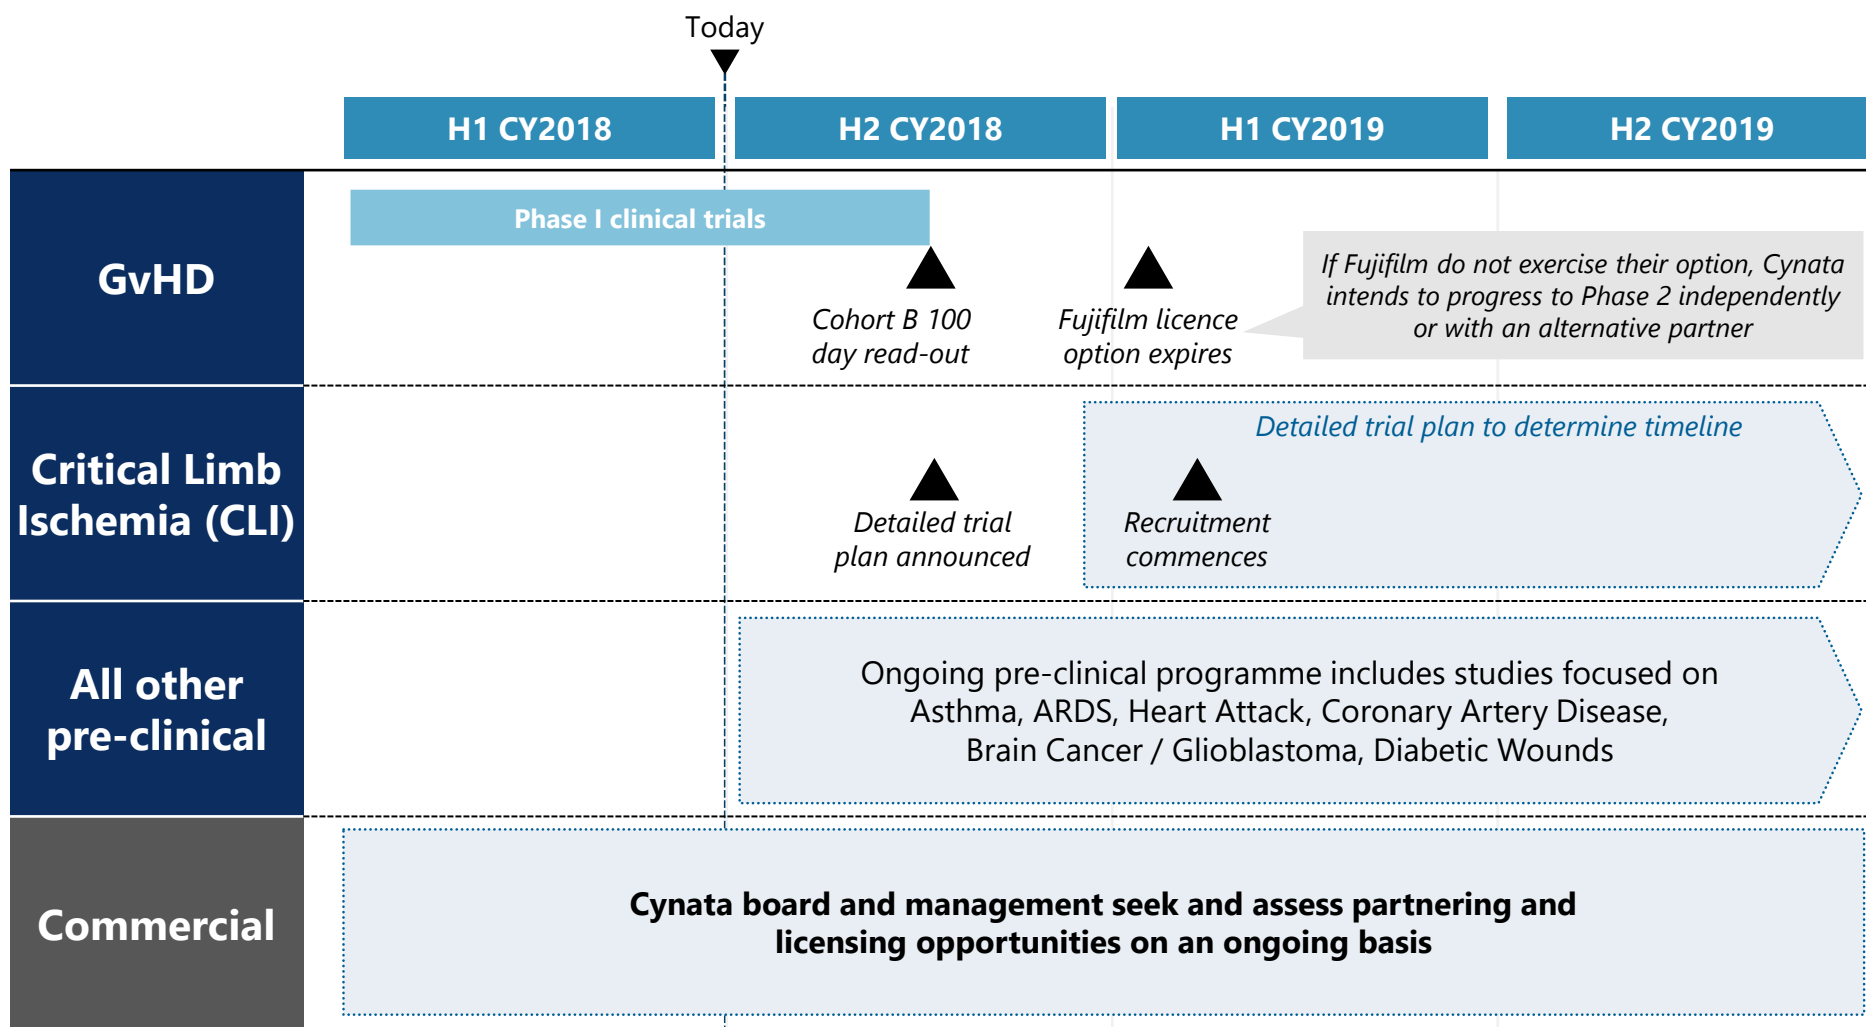 Today
H1 CY2018
H2 CY2018
H1 CY2019
H2 CY2019
GvHD
Phase I clinical trials
Cohort B 100
day read-out
Fujifilm licence
option expires
If Fujifilm do not exercise their option, Cynata
intends to progress to Phase 2 independently
or with an alternative partner
Critical Limb
Ischemia (CLI)
Detailed trial plan to determine timeline
Detailed trial
plan announced
Recruitment
commences
All other
pre-clinical
Ongoing pre-clinical programme includes studies focused on
Asthma, ARDS, Heart Attack, Coronary Artery Disease,
Brain Cancer / Glioblastoma, Diabetic Wounds
Commercial
Cynata board and management seek and assess partnering and
licensing opportunities on an ongoing basis